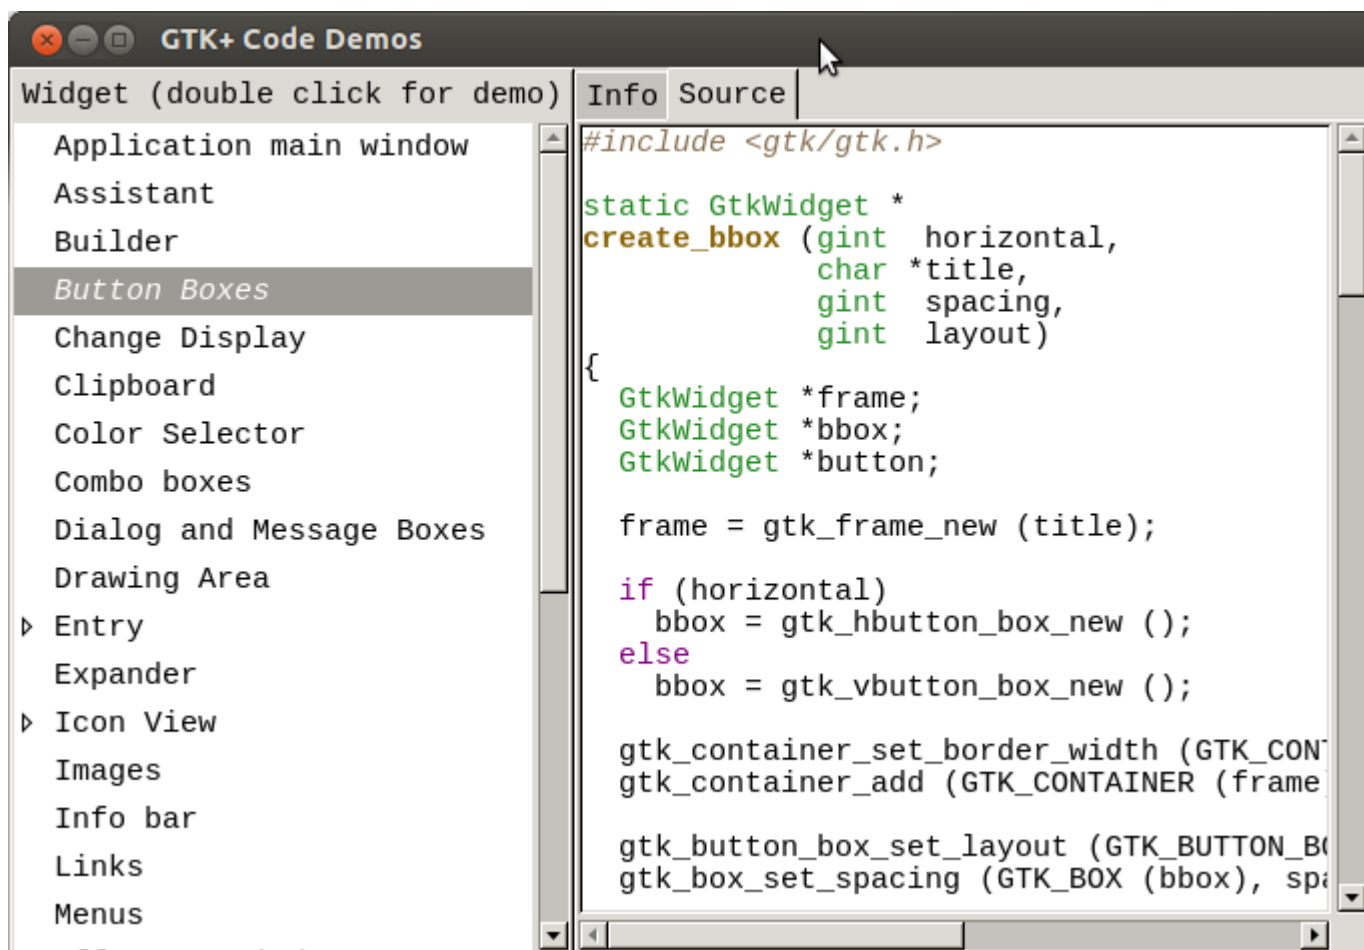 GTK+ Code Demos
Widget (double click for demo)
Application main window
Assistant
Builder
Button Boxes
Change Display
Clipboard
Color Selector
Combo boxes
Dialog and Message Boxes
Drawing Area
Entry
Expander
Icon View
Images
Info bar
Links
Menus
Info Source
#include <gtk/gtk.h>
static GtkWidget *
create_bbox (gint  horizontal,
char *title,
gint  spacing,
gint  layout)
{
GtkWidget *frame;
GtkWidget *bbox;
GtkWidget *button;
frame = gtk_frame_new (title);
if (horizontal)
bbox = gtk_hbutton_box_new ();
else
bbox = gtk_vbutton_box_new ();
gtk_container_set_border_width (GTK_CONT
gtk_container_add (GTK_CONTAINER (frame)
gtk_button_box_set_layout (GTK_BUTTON_BO
gtk_box_set_spacing (GTK_BOX (bbox), spa